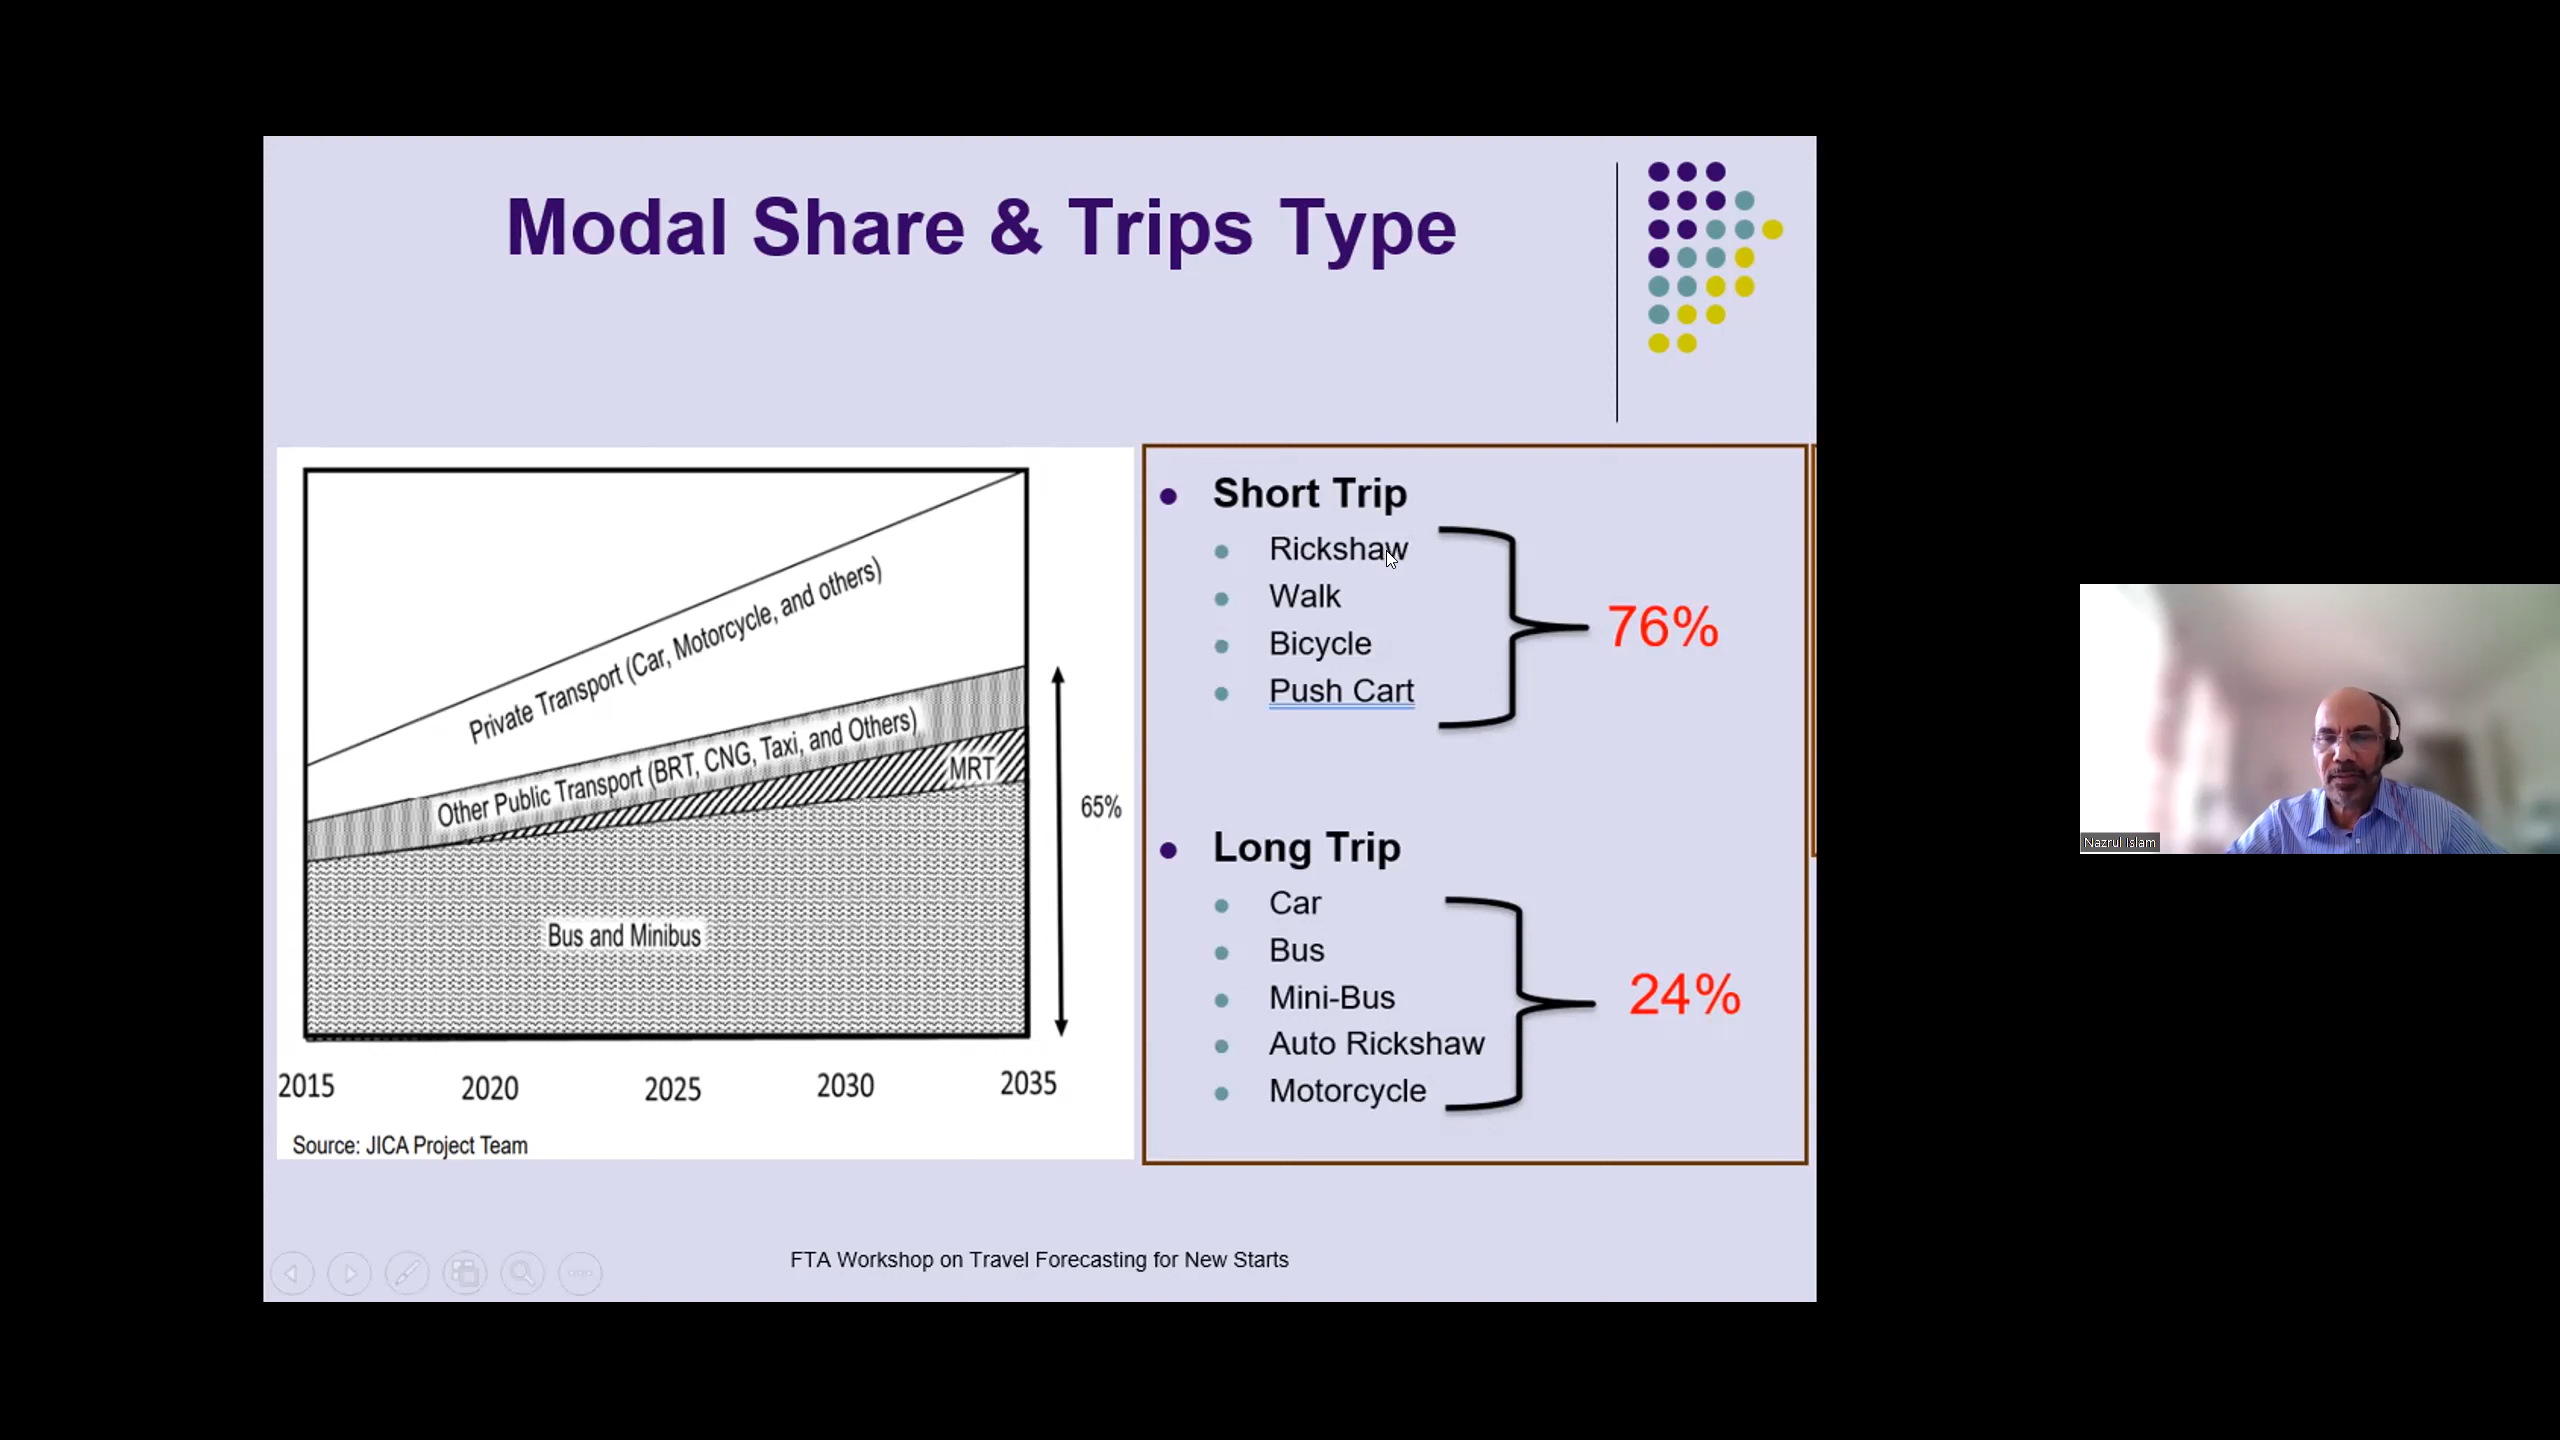 Modal Share & Trips Type
Private Transport (Car, Motorcycle, and others)
Other Public Transport (BRT, CNG, Taxi, and Others)
MRT
Bus and Minibus
65%
2015 2020 2025 2030 2035
Source: JICA Project Team
Short Trip
Rickshaw
Walk
Bicycle
Push Cart
76%
Long Trip
Car
Bus
Mini-Bus
Auto Rickshaw
Motorcycle
24%
FTA Workshop on Travel Forecasting for New Starts
Nazrul Islam